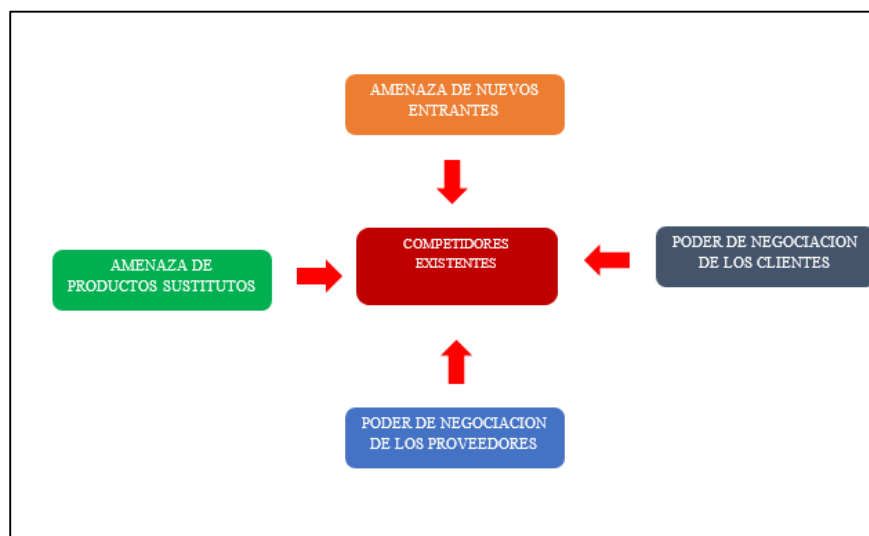 AMENAZA DE NUEVOS
ENTRANTES
COMPETIDORES
EXISTENTES
PODER DE NEGOCIACION
DE LOS CLIENTES
AMENAZA DE
PRODUCTOS SUSTITUTOS
PODER DE NEGOCIACION
DE LOS PROVEEDORES